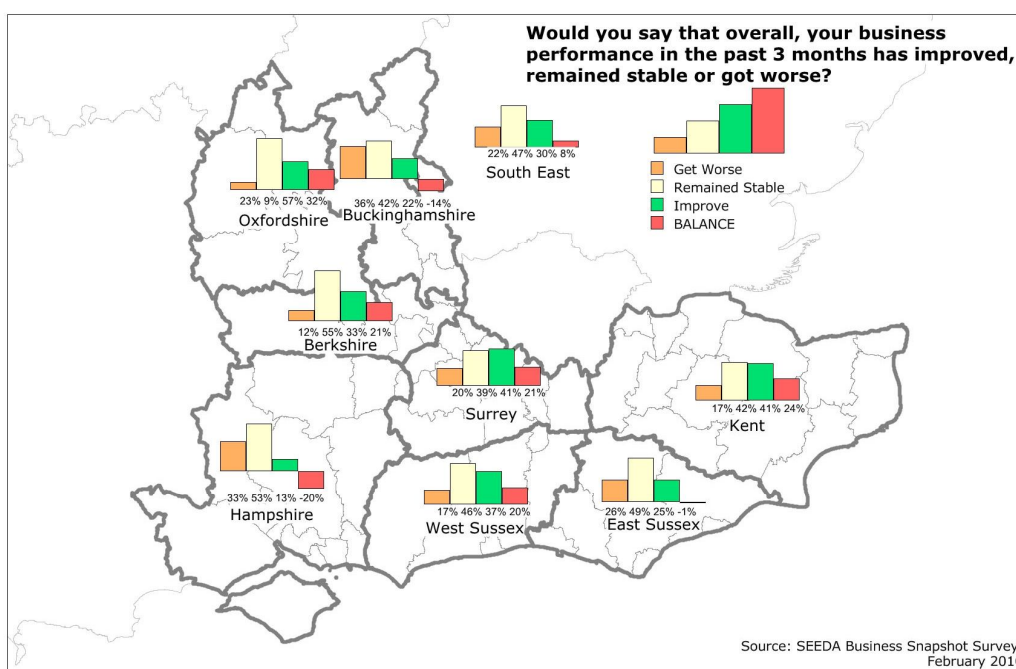 Would you say that overall, your business
performance in the past 3 months has improved,
remained stable or got worse?
22% 47% 30% 8%
South East
Get Worse
Remained Stable
Improve
BALANCE
23% 9% 57% 32%
Oxfordshire
36% 42% 22% -14%
Buckinghamshire
12% 55% 33% 21%
Berkshire
20% 39% 41% 21%
Surrey
17% 42% 41% 24%
Kent
33% 53% 13% -20%
Hampshire
17% 46% 37% 20%
West Sussex
26% 49% 25% -1%
East Sussex
Source: SEEDA Business Snapshot Survey
February